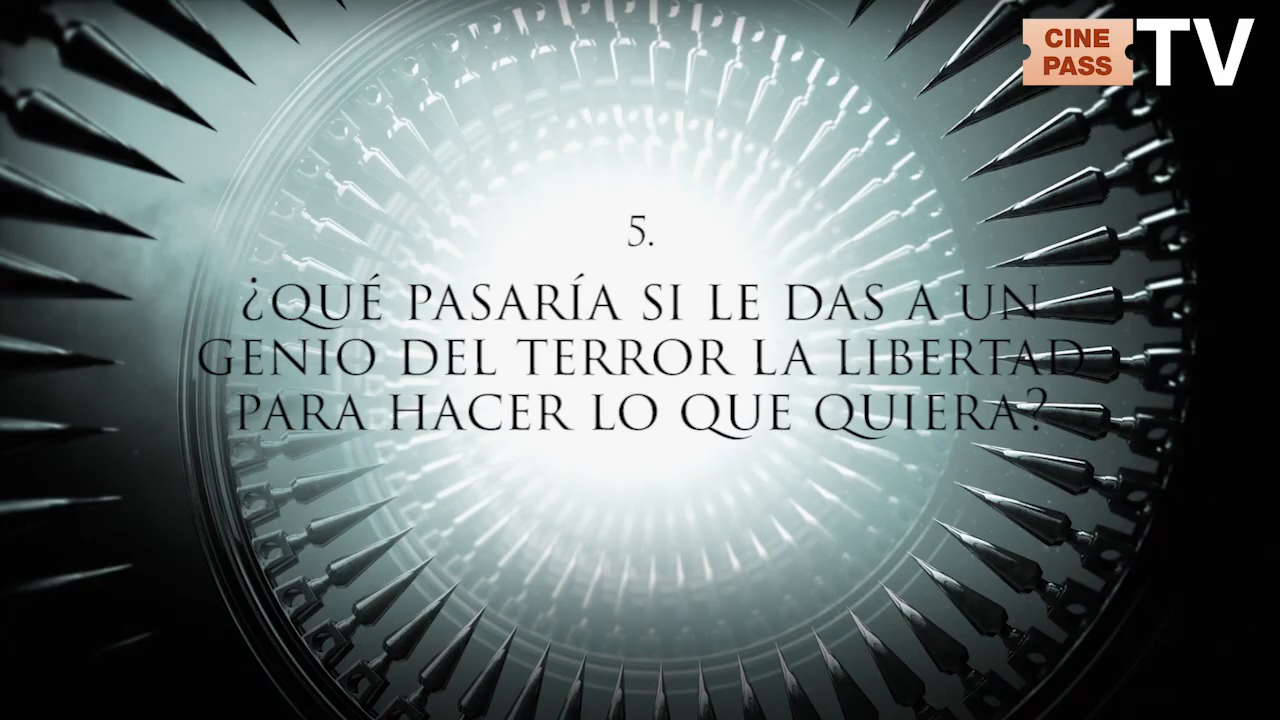 CINE
PASS TV
5.
¿QUÉ PASARÍA SI LE DAS A UN
GENIO DEL TERROR LA LIBERTAD
PARA HACER LO QUE QUIERA?